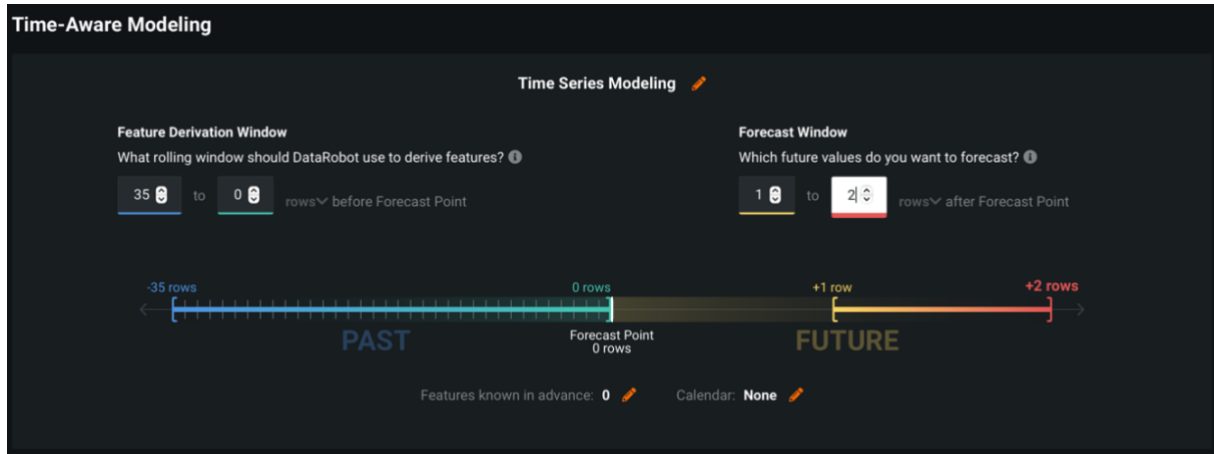 Time-Aware Modeling
Time Series Modeling
Feature Derivation Window
What rolling window should DataRobot use to derive features?
35 to 0 rows before Forecast Point
Forecast Window
Which future values do you want to forecast?
1 to 2 rows after Forecast Point
-35 rows 0 rows +1 row +2 rows
PAST
Forecast Point
0 rows
FUTURE
Features known in advance: 0 Calendar: None